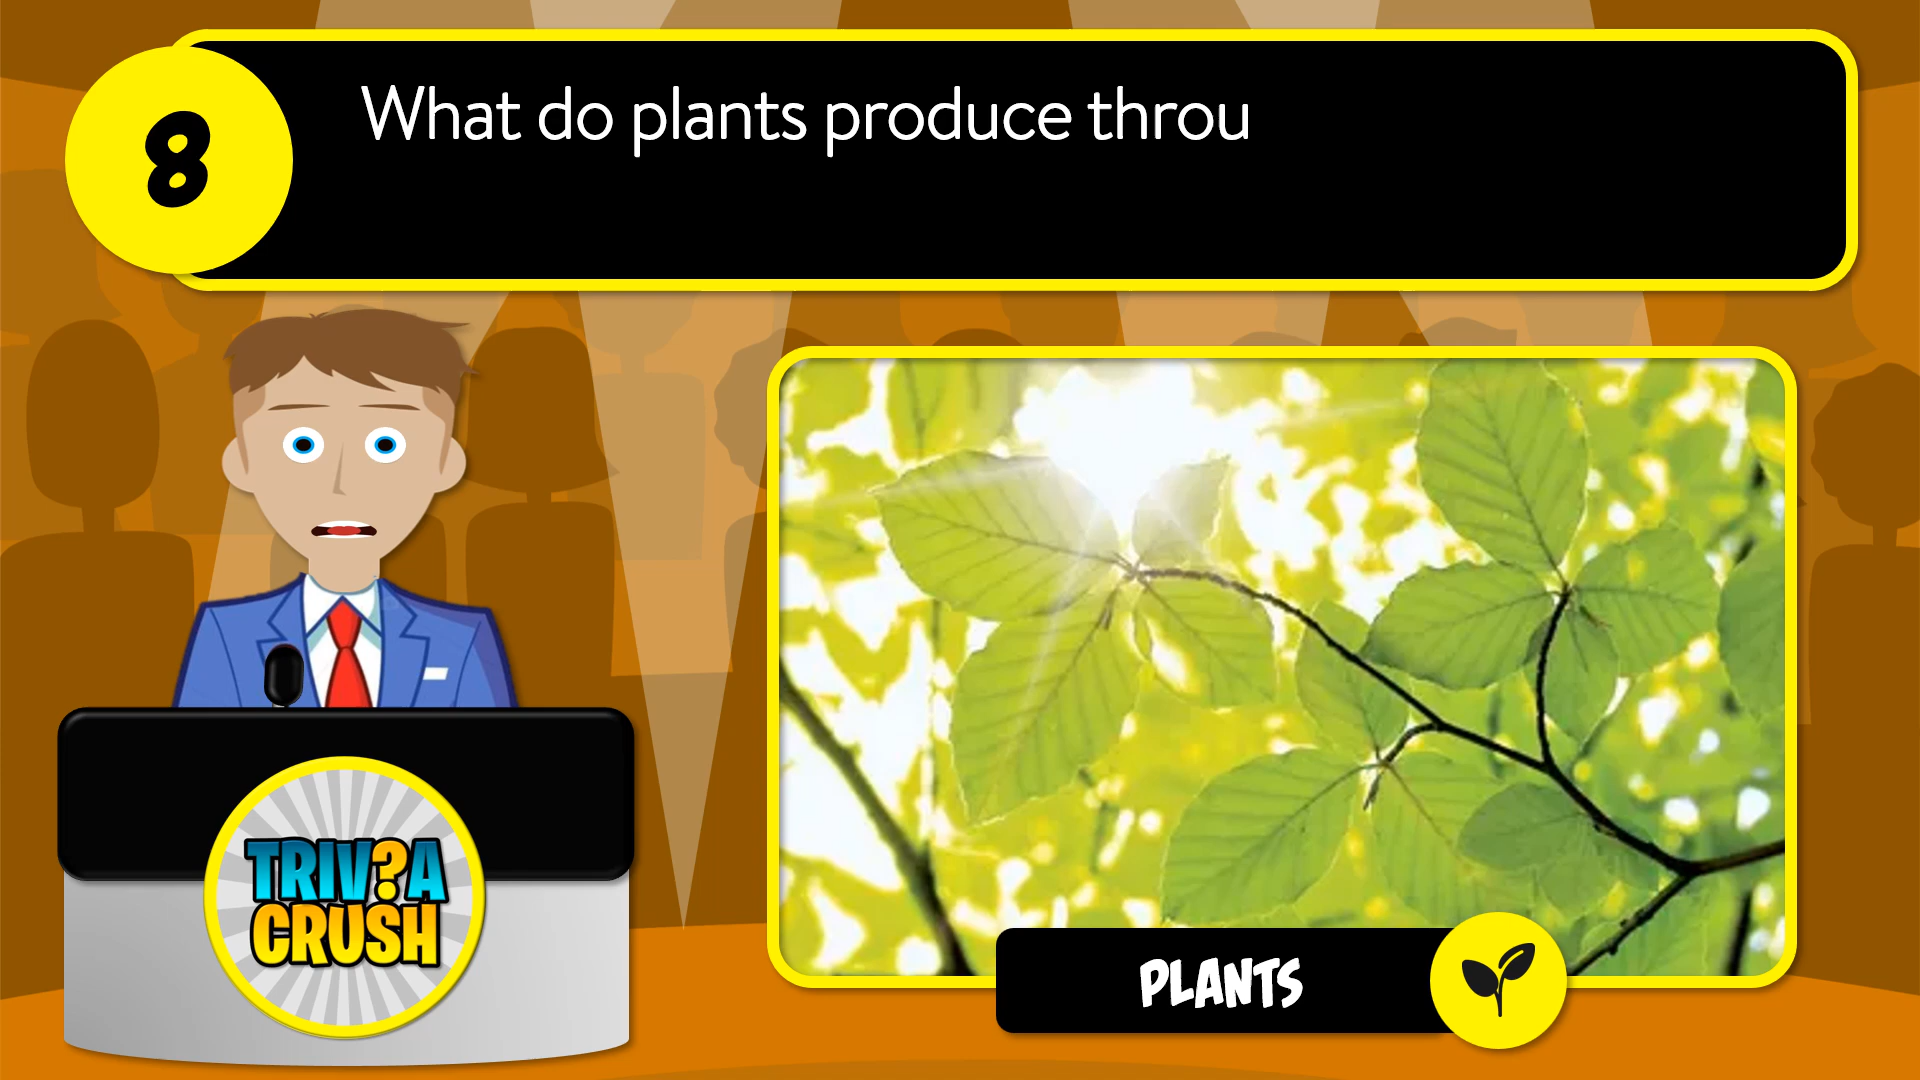 8
What do plants produce throu
TRIV?A
CRUSH
PLANTS